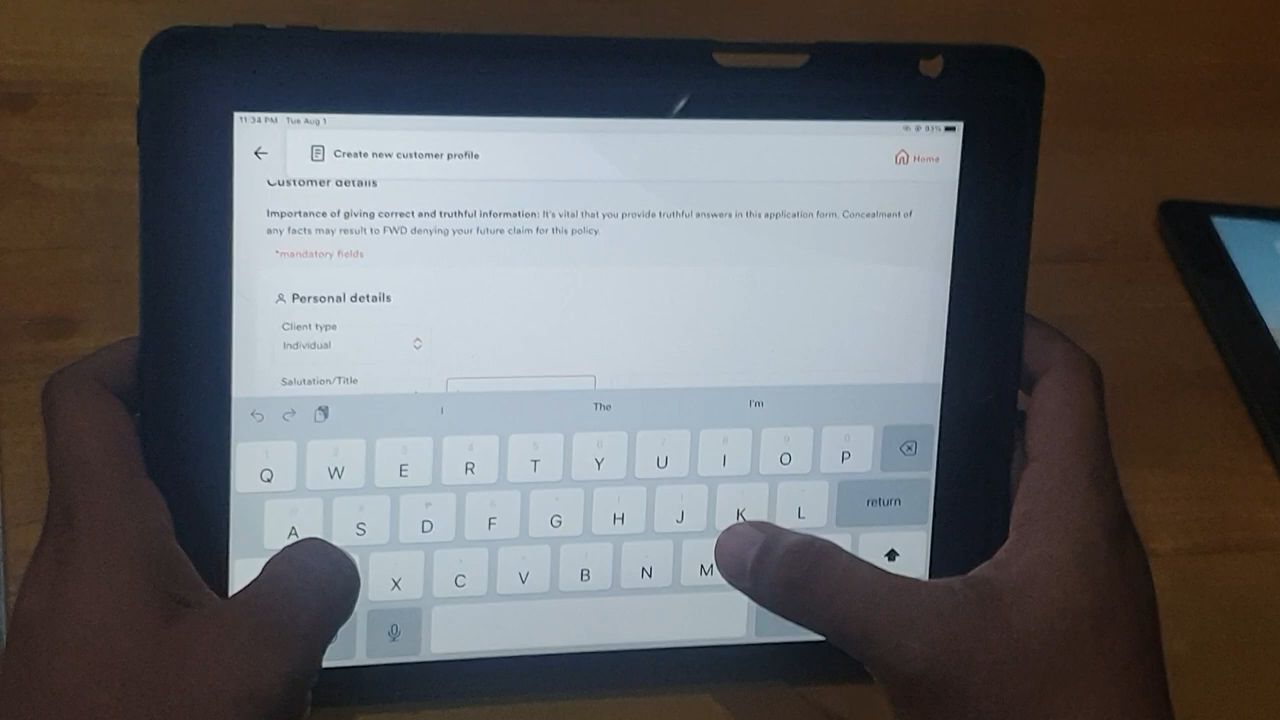 11:34 PM Tue Aug 1
93%
Create new customer profile
Home
Customer details
Importance of giving correct and truthful information: It's vital that you provide truthful answers in this application form. Concealment of
any facts may result to FWD denying your future claim for this policy.
*mandatory fields
Personal details
Client type
Individual
Salutation/Title
I The I'm
Q W E R T Y U I O P
A S D F G H J K L return
X C V B N M